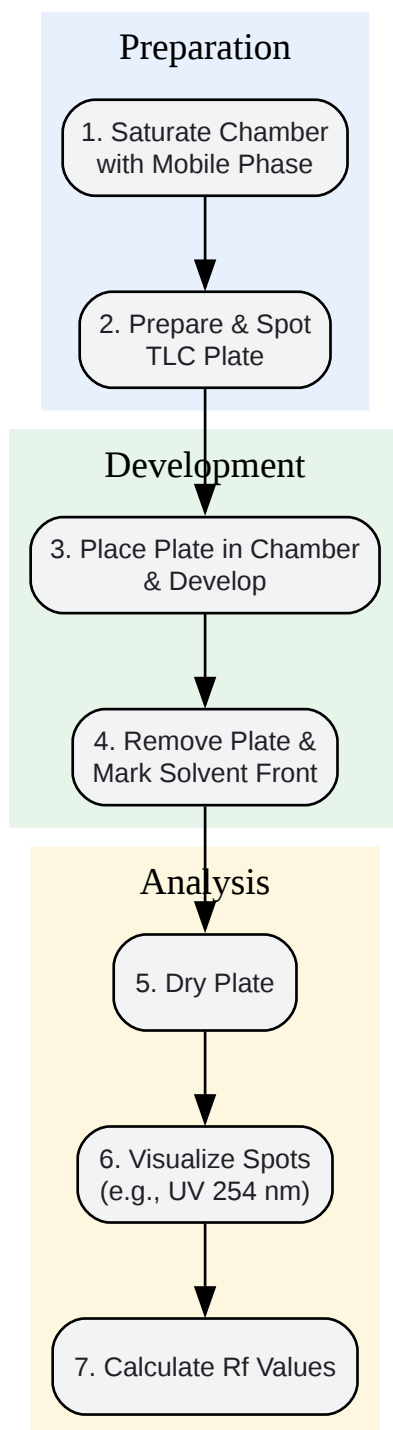 Preparation
1. Saturate Chamber
with Mobile Phase
2. Prepare & Spot
TLC Plate
Development
3. Place Plate in Chamber
& Develop
4. Remove Plate &
Mark Solvent Front
Analysis
5. Dry Plate
6. Visualize Spots
(e.g., UV 254 nm)
7. Calculate Rf Values